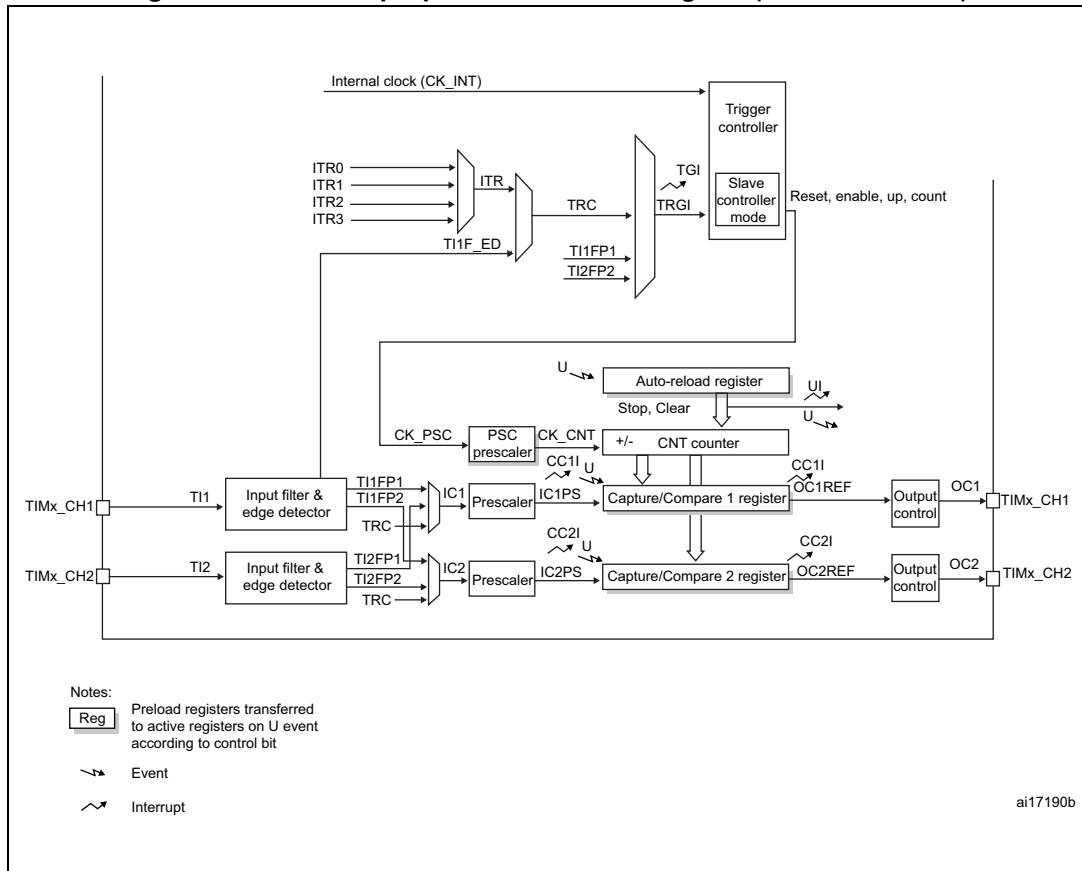 Internal clock (CK_INT)
Trigger
controller
ITR0
ITR1
ITR2
ITR3
ITR
TGI
TRC
TRGI
Slave
controller
mode
Reset, enable, up, count
TI1F_ED
TI1FP1
TI2FP2
U
Auto-reload register
UI
Stop, Clear
U
CK_PSC
PSC
prescaler
CK_CNT
+/-
CNT counter
CC1I
U
CC1I
TIMx_CH1
TI1
Input filter &
edge detector
TI1FP1
TI1FP2
TRC
IC1
Prescaler
IC1PS
Capture/Compare 1 register
OC1REF
Output
control
OC1
TIMx_CH1
CC2I
U
CC2I
TIMx_CH2
TI2
Input filter &
edge detector
TI2FP1
TI2FP2
TRC
IC2
Prescaler
IC2PS
Capture/Compare 2 register
OC2REF
Output
control
OC2
TIMx_CH2
Notes:
Reg
Preload registers transferred
to active registers on U event
according to control bit
Event
Interrupt
ai17190b